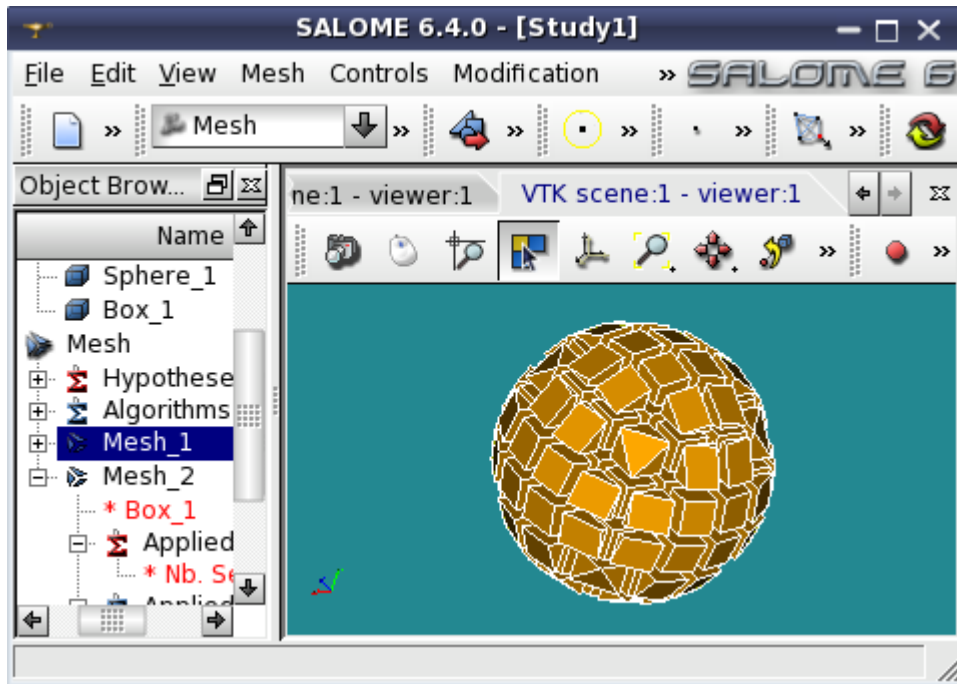 SALOME 6.4.0 - [Study1]
File Edit View Mesh Controls Modification » SALOME 6
» Mesh » » » » »
Object Brow... ne:1 - viewer:1 VTK scene:1 - viewer:1
Name » »
Sphere_1
Box_1
Mesh
Hypothese
Algorithms
Mesh_1
Mesh_2
* Box_1
Applied
* Nb. Se
Applied